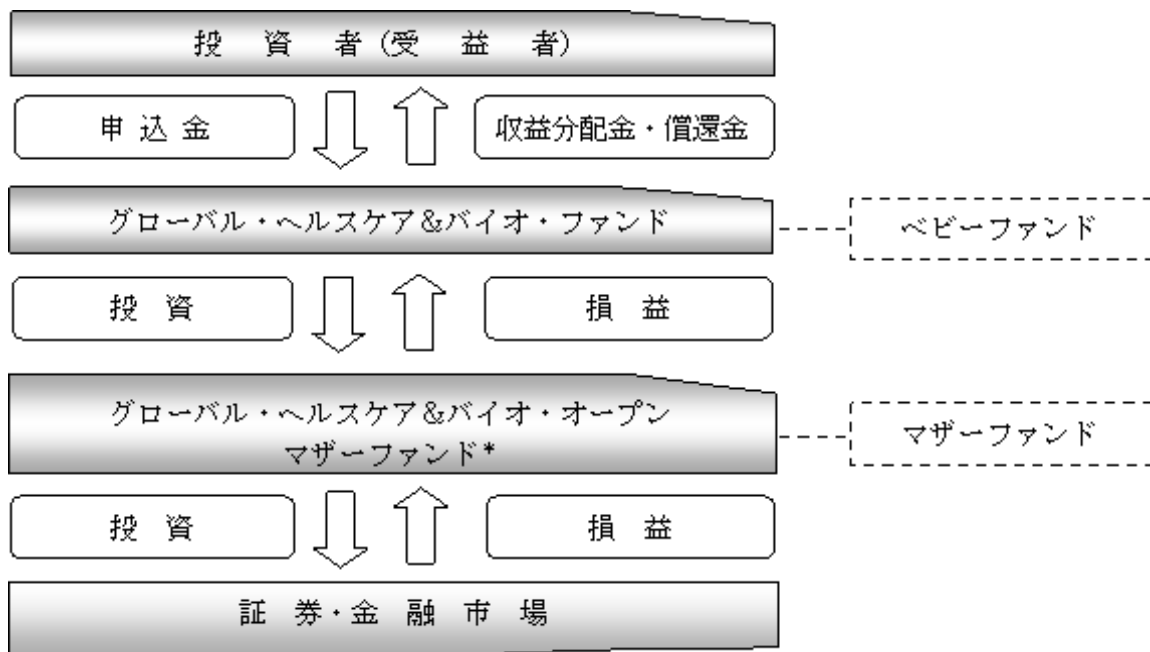 投資者(受益者)
申込金
収益分配金・償還金
グローバル・ヘルスケア&バイオ・ファンド
ベビーファンド
投資
損益
グローバル・ヘルスケア&バイオ・オープン
マザーファンド*
マザーファンド
投資
損益
証券・金融市場